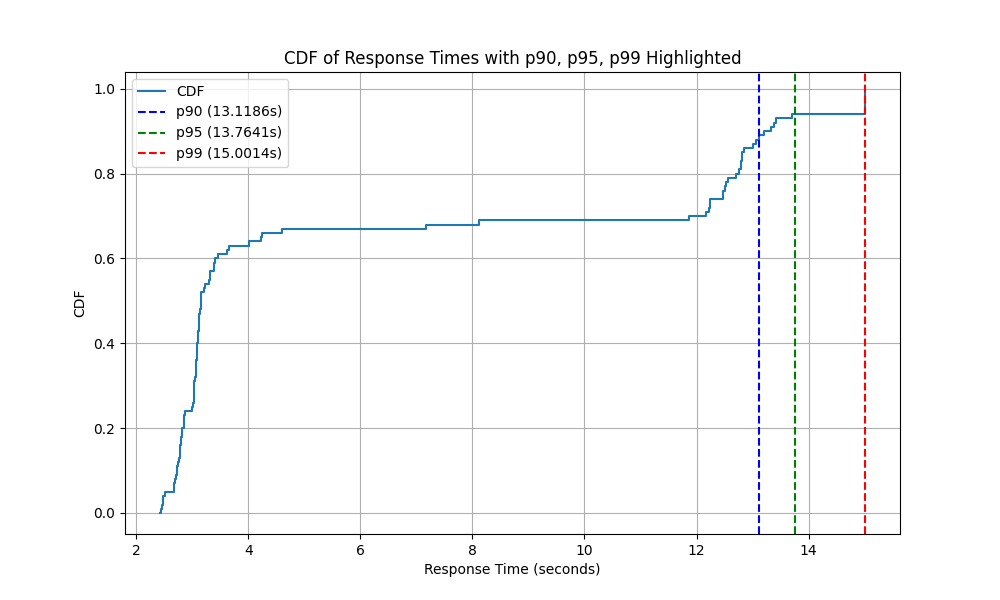 CDF of Response Times with p90, p95, p99 Highlighted
CDF
p90 (13.1186s)
p95 (13.7641s)
p99 (15.0014s)
1.0
0.8
0.6
0.4
0.2
0.0
CDF
2 4 6 8 10 12 14
Response Time (seconds)